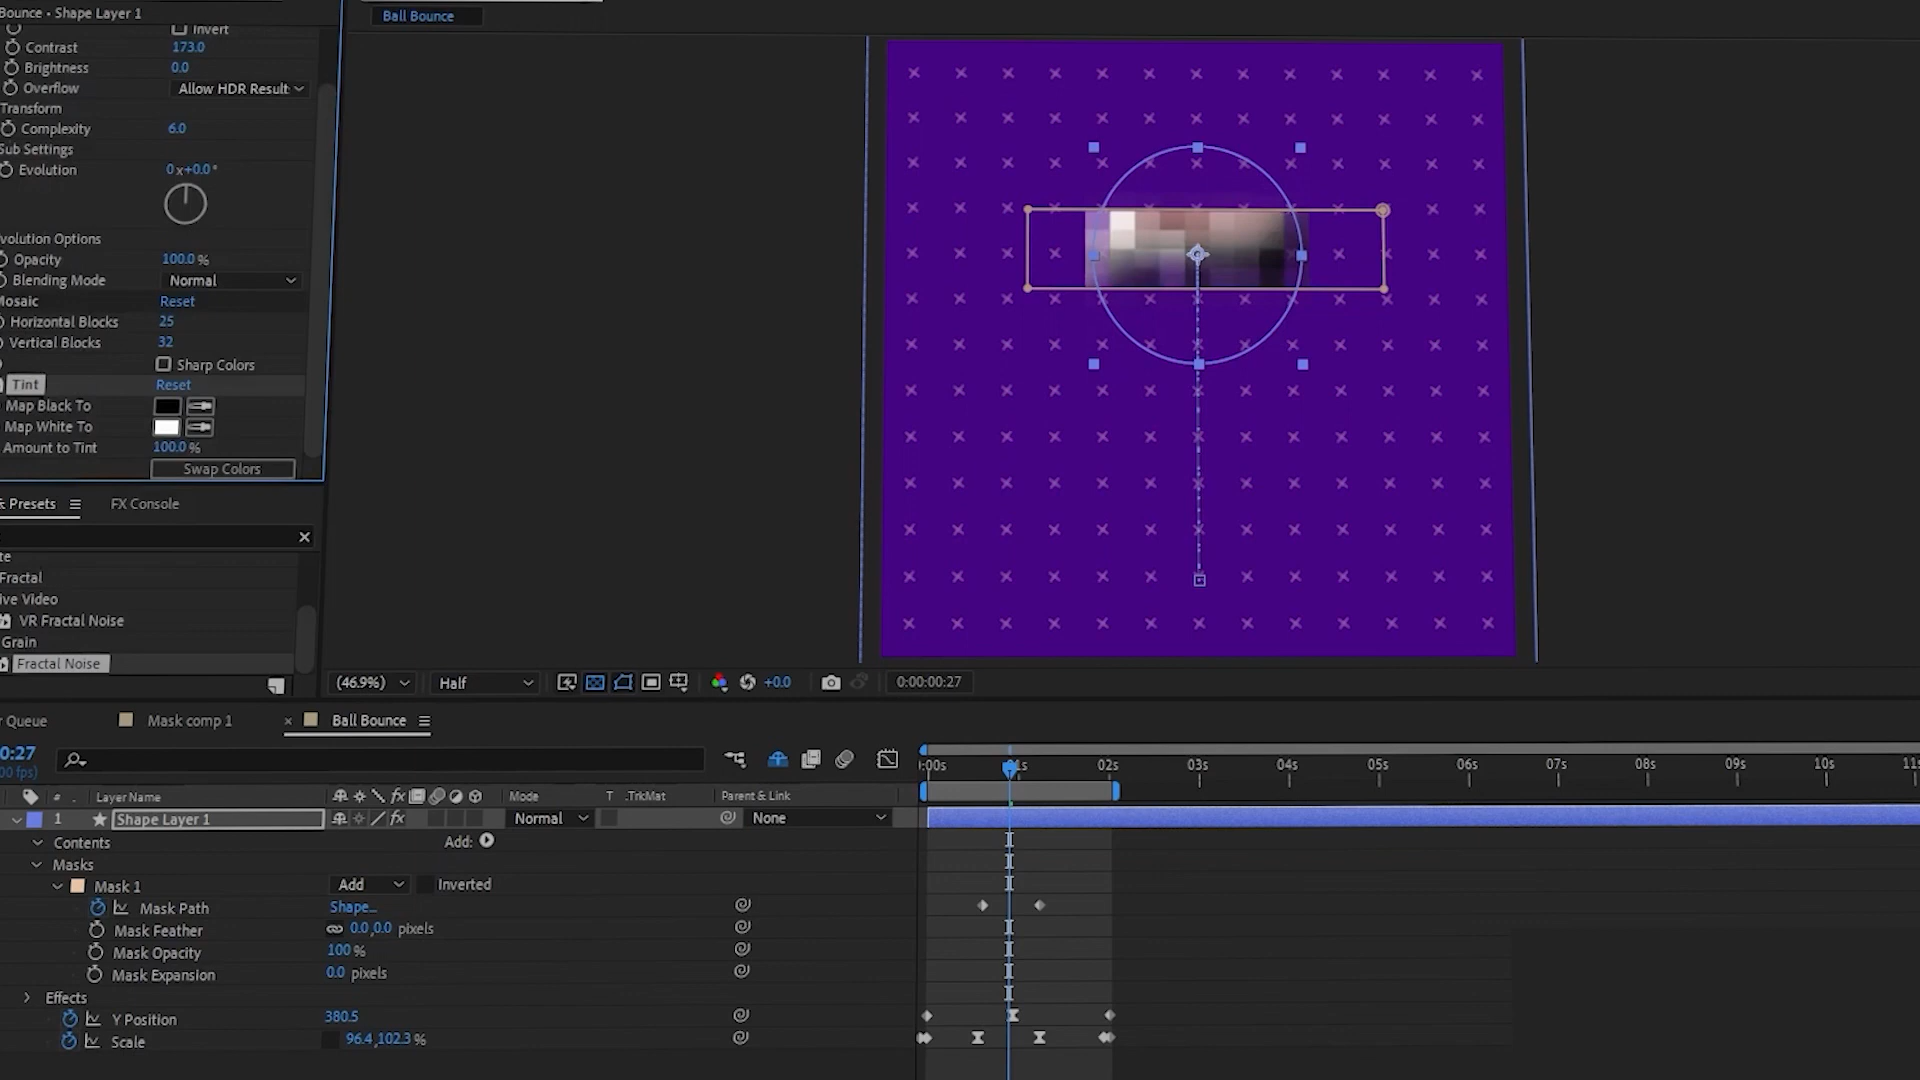 Bounce • Shape Layer 1
Invert
Contrast 173.0
Brightness 0.0
Overflow Allow HDR Result
Transform
Complexity 6.0
Sub Settings
Evolution 0x+0.0°
volution Options
Opacity 100.0 %
Blending Mode Normal
Mosaic Reset
Horizontal Blocks 25
Vertical Blocks 32
Sharp Colors
Tint Reset
Map Black To
Map White To
Amount to Tint 100.0 %
Swap Colors
Presets FX Console
te
Fractal
ive Video
VR Fractal Noise
Grain
Fractal Noise
Ball Bounce
(46.9%) Half +0.0 0:00:00:27
r Queue Mask comp 1 × Ball Bounce
0:27
00 fps)
:00s 01s 02s 03s 04s 05s 06s 07s 08s 09s 10s 11s
# Layer Name Mode T .TrkMat Parent & Link
1 Shape Layer 1 Normal None
Contents Add:
Masks
Mask 1 Add Inverted
Mask Path Shape...
Mask Feather 0.0,0.0 pixels
Mask Opacity 100 %
Mask Expansion 0.0 pixels
Effects
Y Position 380.5
Scale 96.4,102.3 %